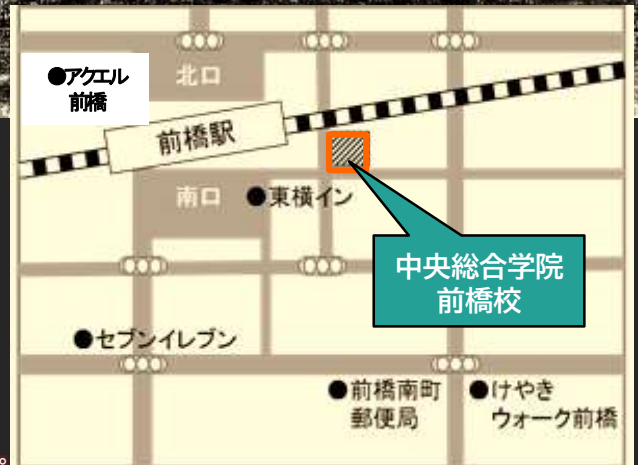 ●アクエル
前橋
北口
前橋駅
南口
●東横イン
中央総合学院
前橋校
●セブンイレブン
●前橋南町
郵便局
●けやき
ウォーク前橋